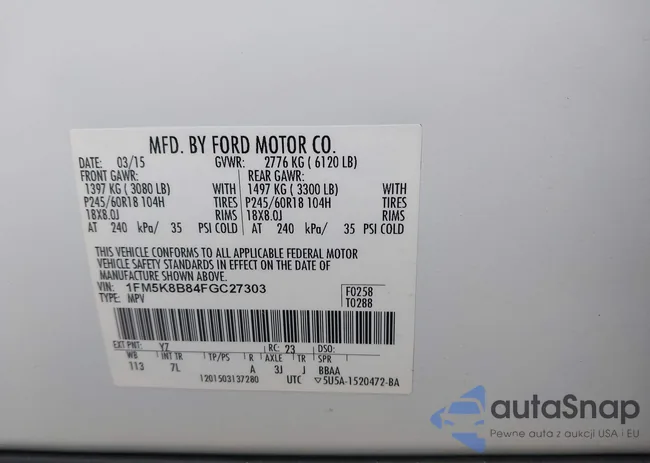 MFD. BY FORD MOTOR CO.
DATE: 03/15 GVWR: 2776 KG ( 6120 LB)
FRONT GAWR: REAR GAWR:
1397 KG ( 3080 LB) WITH 1497 KG ( 3300 LB) WITH
P245/60R18 104H TIRES P245/60R18 104H TIRES
18X8.0J RIMS 18X8.0J RIMS
AT 240 kPa/ 35 PSI COLD AT 240 kPa/ 35 PSI COLD
THIS VEHICLE CONFORMS TO ALL APPLICABLE FEDERAL MOTOR
VEHICLE SAFETY STANDARDS IN EFFECT ON THE DATE OF
MANUFACTURE SHOWN ABOVE.
VIN: 1FM5K8B84FGC27303 F0258
TYPE: MPV T0288
EXT PNT: YZ RC: 23 DSO:
WB INT TR TP/PS R AXLE TR SPR
113 7L A 3J J BBAA
1201503137280 UTC ▽5U5A-1520472-BA
autaSnap
Pewne auta z aukcji USA i EU